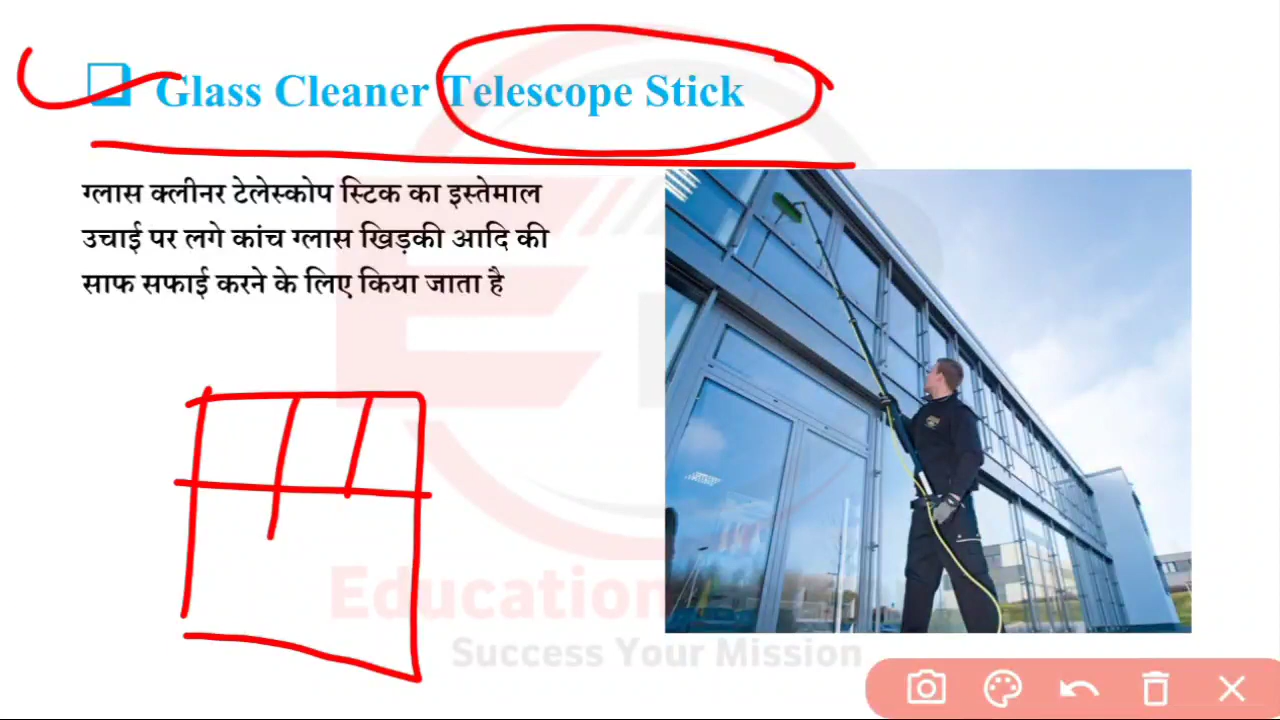 Glass Cleaner Telescope Stick
ग्लास क्लीनर टेलेस्कोप स्टिक का इस्तेमाल
उचाई पर लगे कांच ग्लास खिड़की आदि की
साफ सफाई करने के लिए किया जाता है
Education
Success Your Mission